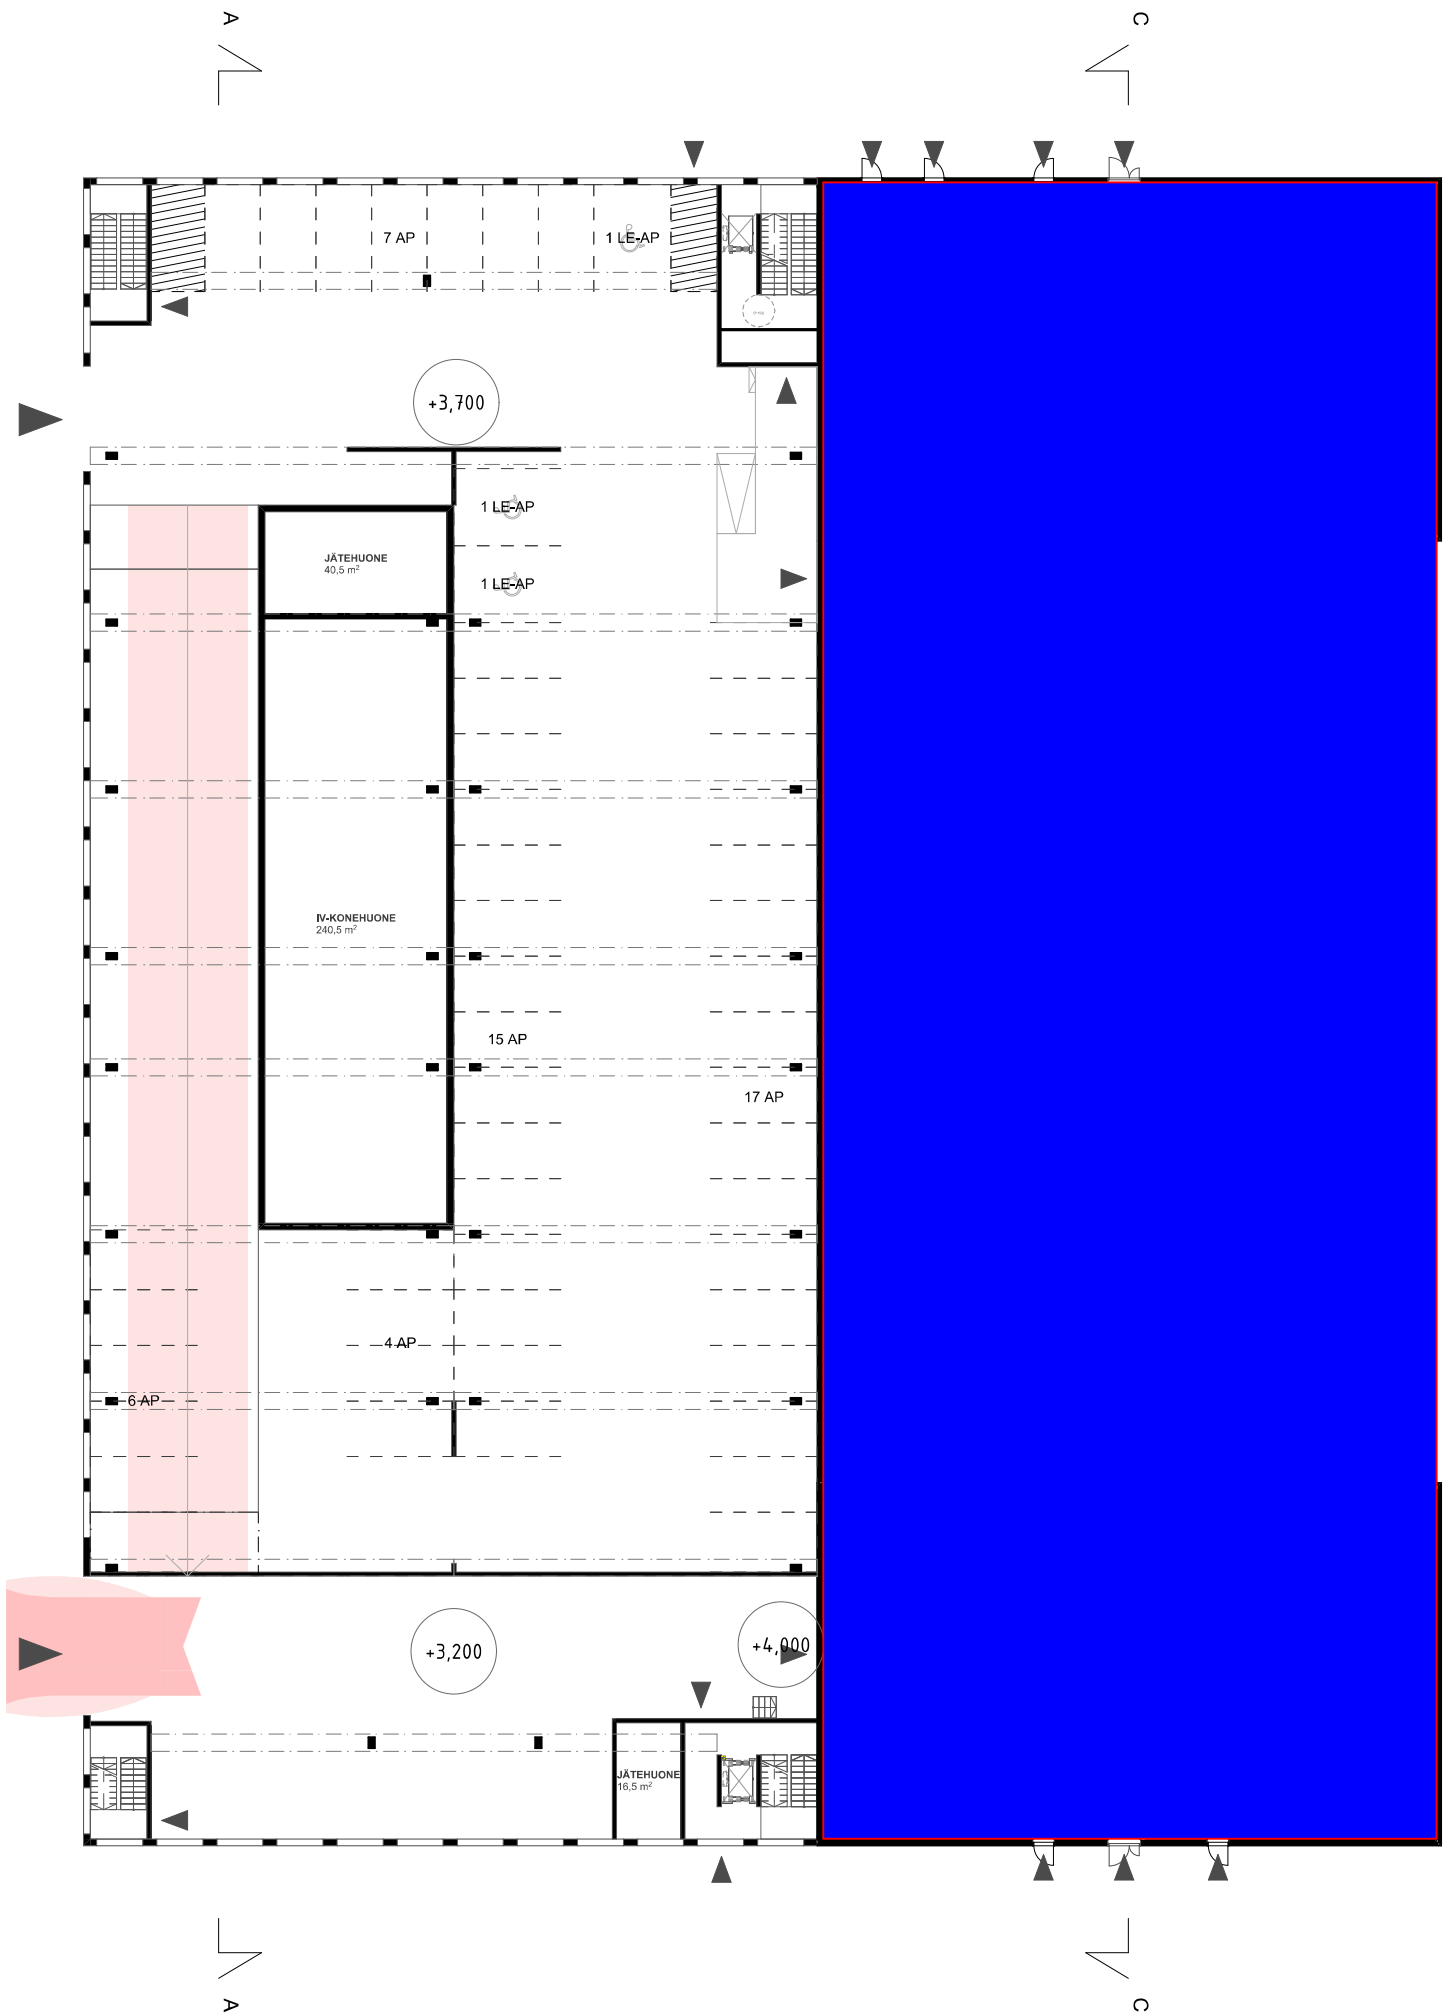 A
C
7 AP
1 LE-AP
+3,700
1 LE-AP
JÄTEHUONE
40,5 m²
1 LE-AP
IV-KONEHUONE
240,5 m²
15 AP
17 AP
4 AP
6 AP
+3,200
+4,000
JÄTEHUONE
16,5 m²
A
C